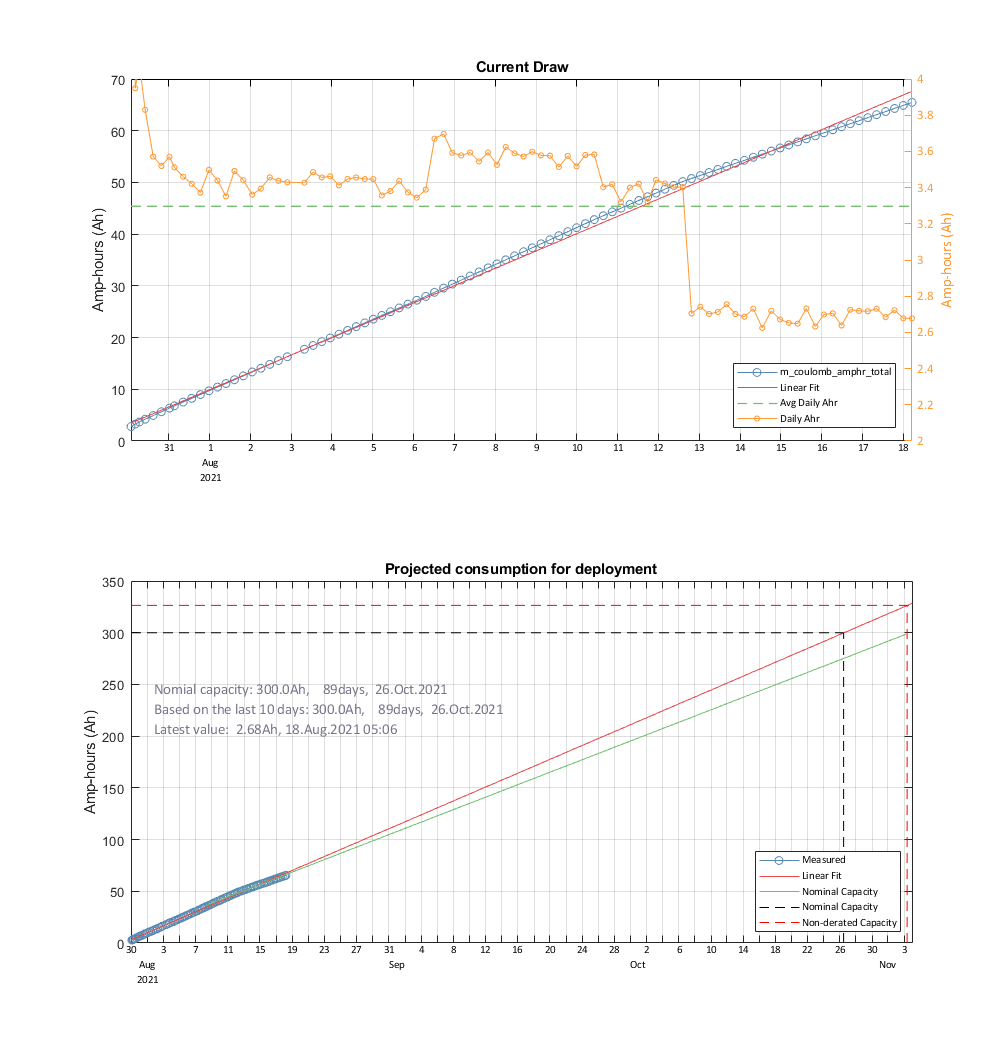 Current Draw
70
60
50
40
30
20
10
0
Amp-hours (Ah)
4
3.8
3.6
3.4
3.2
3
2.8
2.6
2.4
2.2
2
Amp-hours (Ah)
m_coulomb_amphr_total
Linear Fit
Avg Daily Ahr
Daily Ahr
31 1 2 3 4 5 6 7 8 9 10 11 12 13 14 15 16 17 18
Aug
2021
Projected consumption for deployment
350
300
250
200
150
100
50
0
Amp-hours (Ah)
Nomial capacity: 300.0Ah, 89days, 26.Oct.2021
Based on the last 10 days: 300.0Ah, 89days, 26.Oct.2021
Latest value: 2.68Ah, 18.Aug.2021 05:06
Measured
Linear Fit
Nominal Capacity
Nominal Capacity
Non-derated Capacity
30 3 7 11 15 19 23 27 31 4 8 12 16 20 24 28 2 6 10 14 18 22 26 30 3
Aug Sep Oct Nov
2021